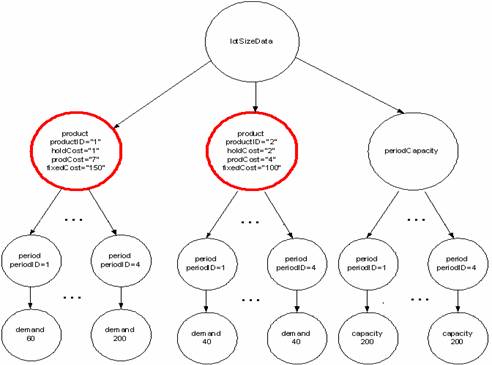 lotSizeData
product
productID="1"
holdCost="1"
prodCost="7"
fixedCost="150"
product
productID="2"
holdCost="2"
prodCost="4"
fixedCost="100"
periodCapacity
...
...
...
period
periodID=1
period
periodID=4
period
periodID=1
period
periodID=4
period
periodID=1
period
periodID=4
...
...
...
demand
60
demand
200
demand
40
demand
40
capacity
200
capacity
200